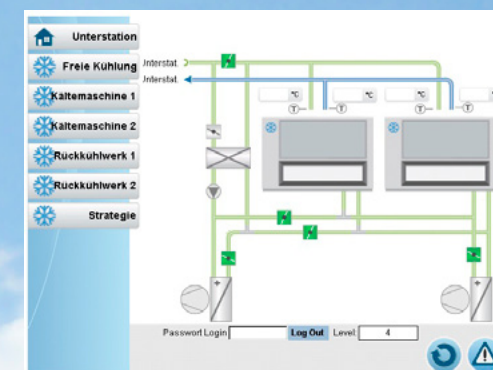 Unterstation
Freie Kühlung
Kältemaschine 1
Kältemaschine 2
Rückkühlwerk 1
Rückkühlwerk 2
Strategie
Unterstat.
Unterstat.
°C °C °C °C
T T T T
Passwort Login Log Out Level: 4